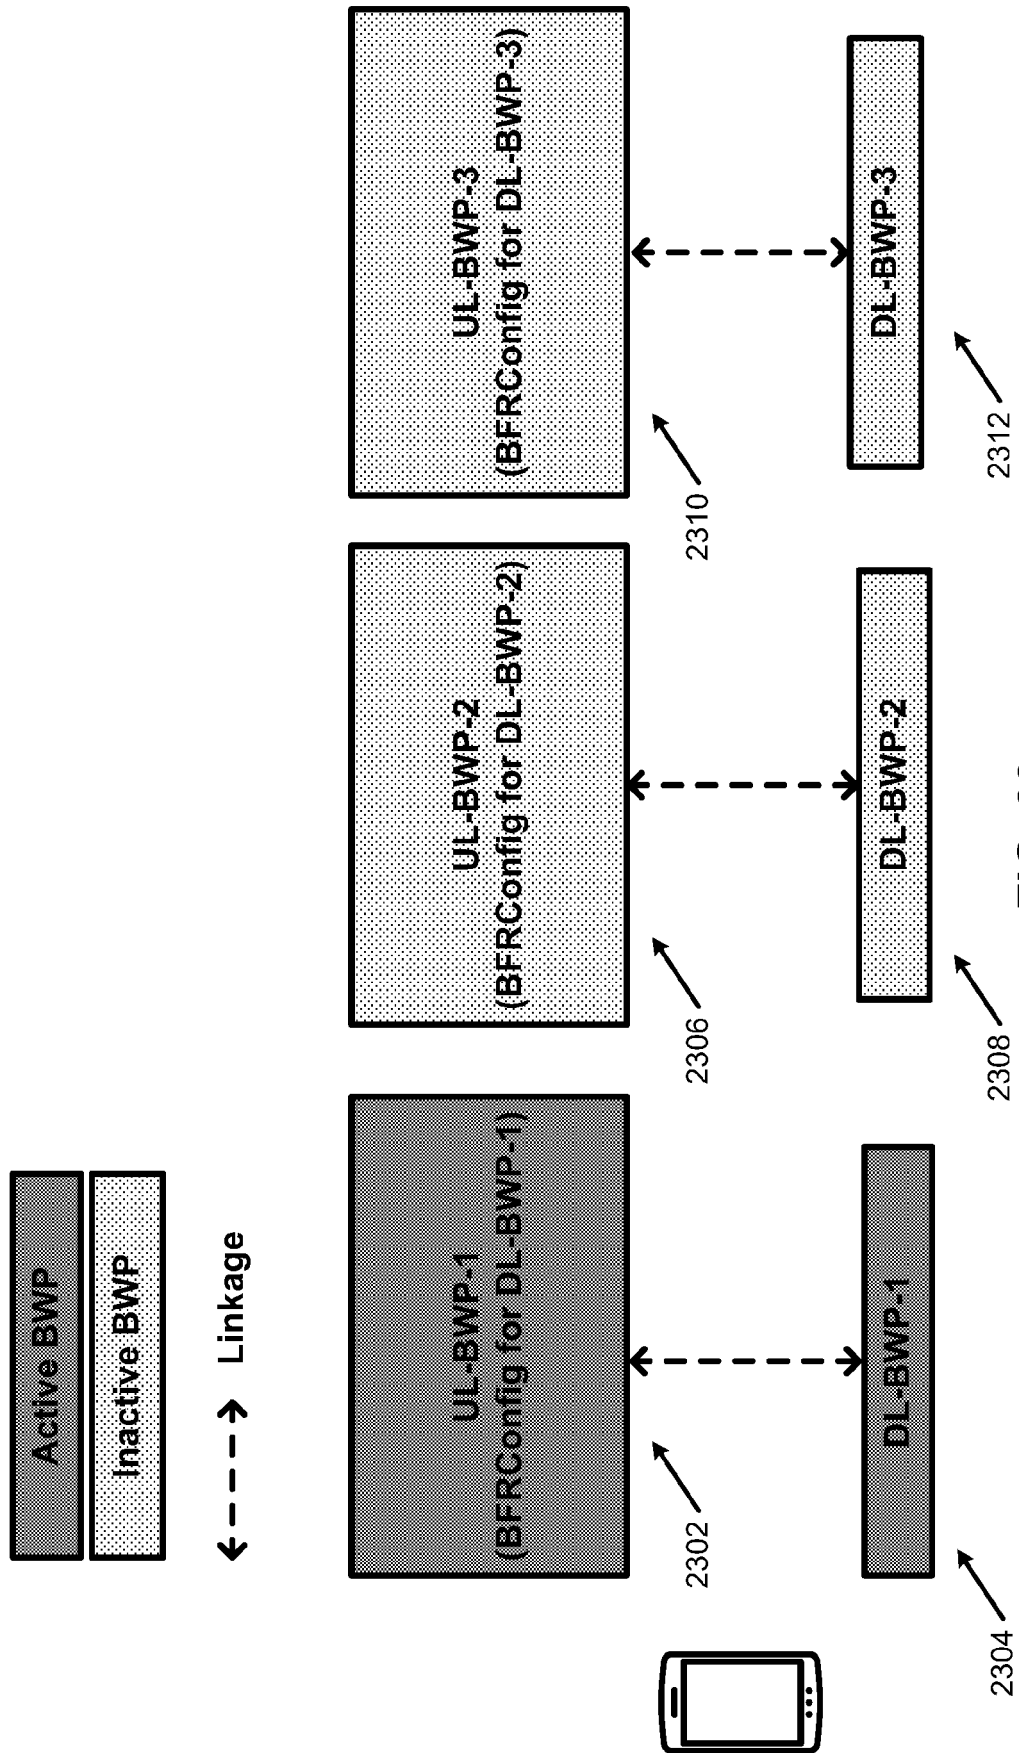 Active BWP
Inactive BWP
Linkage
UL-BWP-1
(BFRConfig for DL-BWP-1)
UL-BWP-2
(BFRConfig for DL-BWP-2)
UL-BWP-3
(BFRConfig for DL-BWP-3)
2302
2306
2310
DL-BWP-1
DL-BWP-2
DL-BWP-3
2304
2308
2312